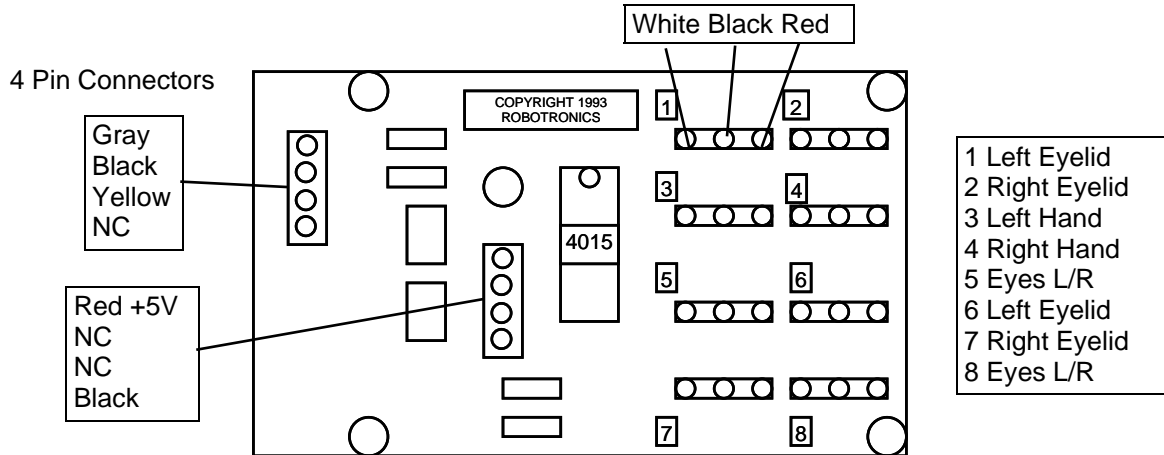 White Black Red
4 Pin Connectors
Gray
Black
Yellow
NC
Red +5V
NC
NC
Black
COPYRIGHT 1993
ROBOTRONICS
1
2
3
4
4015
5
6
7
8
1 Left Eyelid
2 Right Eyelid
3 Left Hand
4 Right Hand
5 Eyes L/R
6 Left Eyelid
7 Right Eyelid
8 Eyes L/R